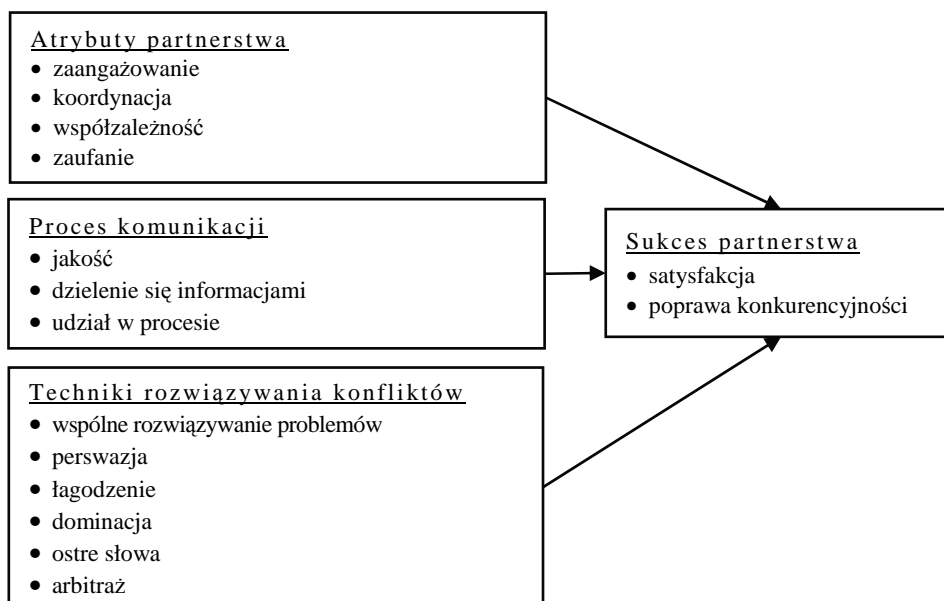 Atrybuty partnerstwa
• zaangażowanie
• koordynacja
• współzależność
• zaufanie
Proces komunikacji
• jakość
• dzielenie się informacjami
• udział w procesie
Techniki rozwiązywania konfliktów
• wspólne rozwiązywanie problemów
• perswazja
• łagodzenie
• dominacja
• ostre słowa
• arbitraż
Sukces partnerstwa
• satysfakcja
• poprawa konkurencyjności